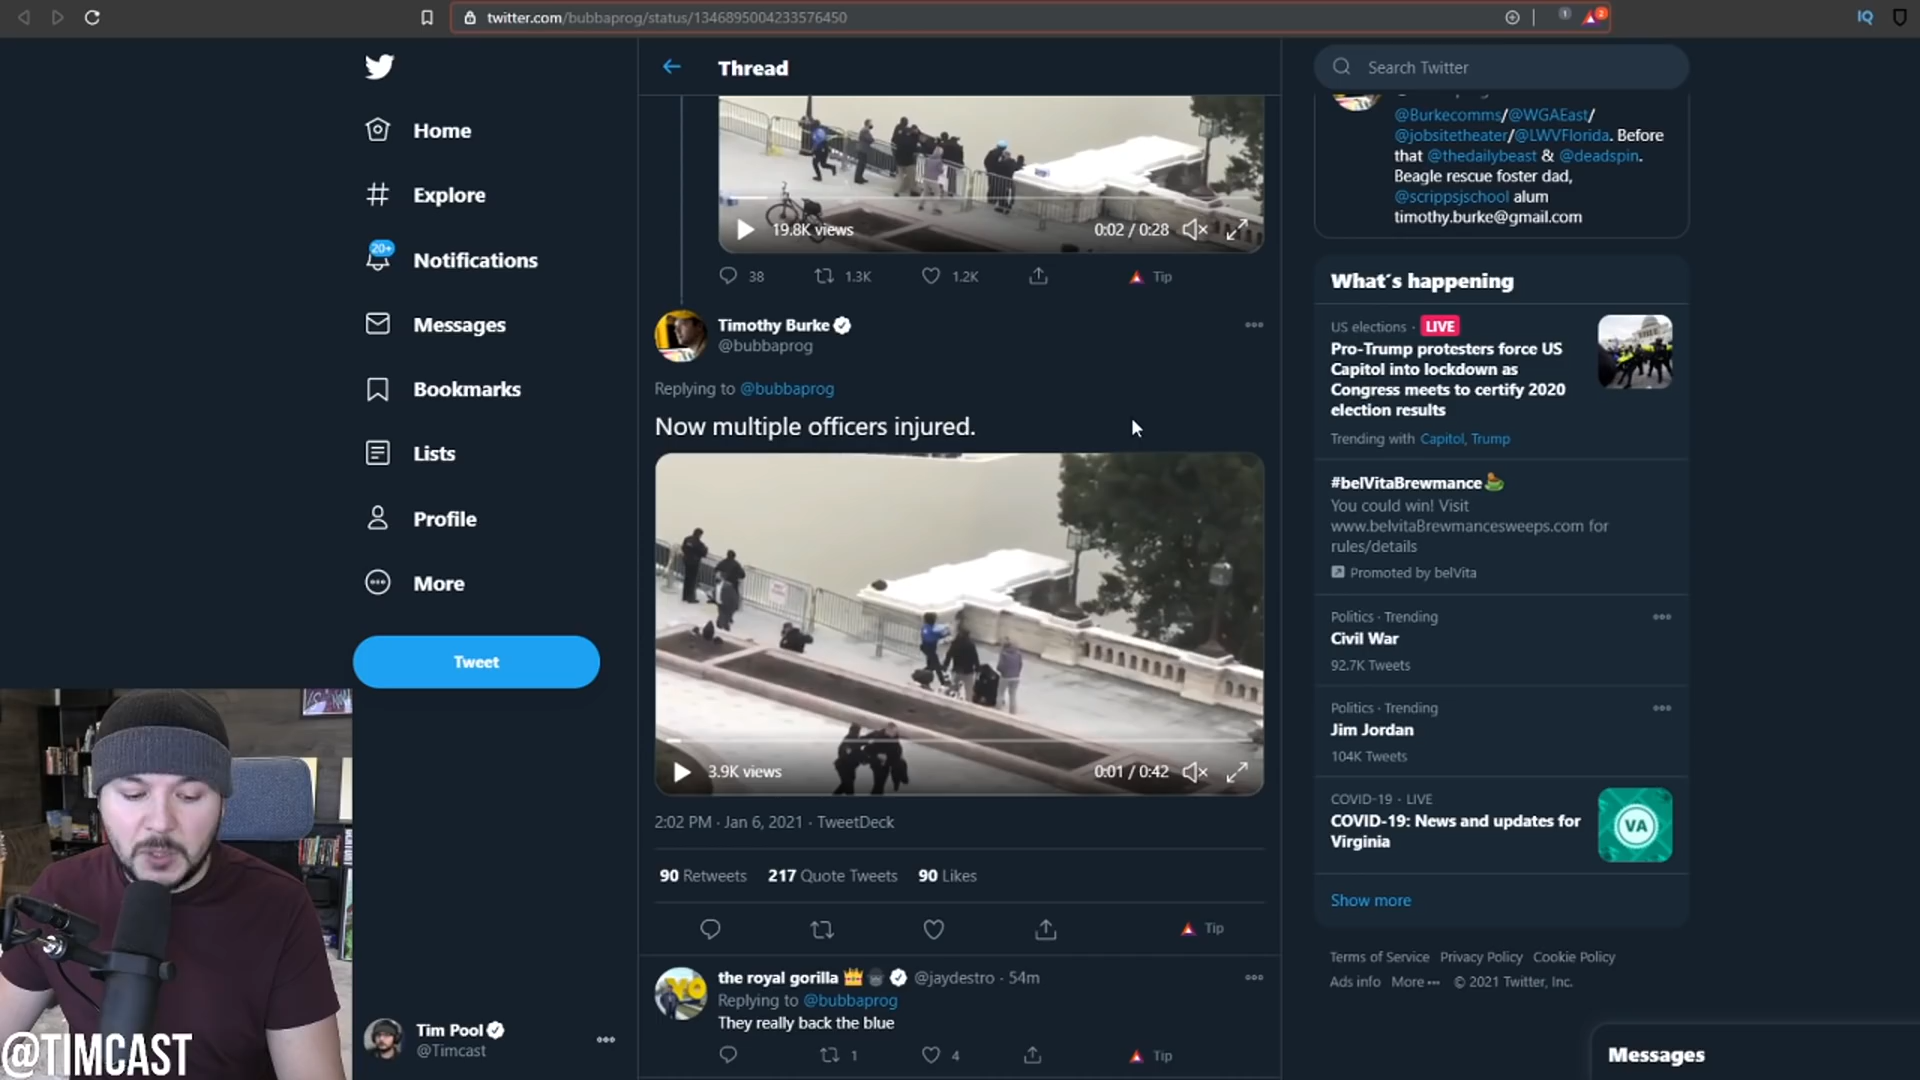 twitter.com/bubbaprog/status/1346895004233576450
1
2
IQ
Home
Explore
20+
Notifications
Messages
Bookmarks
Lists
Profile
More
Tweet
Tim Pool
@Timcast
@TIMCAST
Thread
19.8K views
0:02 / 0:28
38
1.3K
1.2K
Tip
Timothy Burke
@bubbaprog
Replying to @bubbaprog
Now multiple officers injured.
3.9K views
0:01 / 0:42
2:02 PM · Jan 6, 2021 · TweetDeck
90 Retweets 217 Quote Tweets 90 Likes
Tip
the royal gorilla @jaydestro · 54m
Replying to @bubbaprog
They really back the blue
1
4
Tip
Search Twitter
@Burkecomms/@WGAEast/
@jobsitetheater/@LWVFlorida. Before
that @thedailybeast & @deadspin.
Beagle rescue foster dad,
@scrippsjschool alum
timothy.burke@gmail.com
What's happening
US elections · LIVE
Pro-Trump protesters force US
Capitol into lockdown as
Congress meets to certify 2020
election results
Trending with Capitol, Trump
#belVitaBrewmance
You could win! Visit
www.belvitaBrewmancesweeps.com for
rules/details
Promoted by belVita
Politics · Trending
Civil War
92.7K Tweets
Politics · Trending
Jim Jordan
104K Tweets
COVID-19 · LIVE
COVID-19: News and updates for
Virginia
VA
Show more
Terms of Service Privacy Policy Cookie Policy
Ads info More © 2021 Twitter, Inc.
Messages